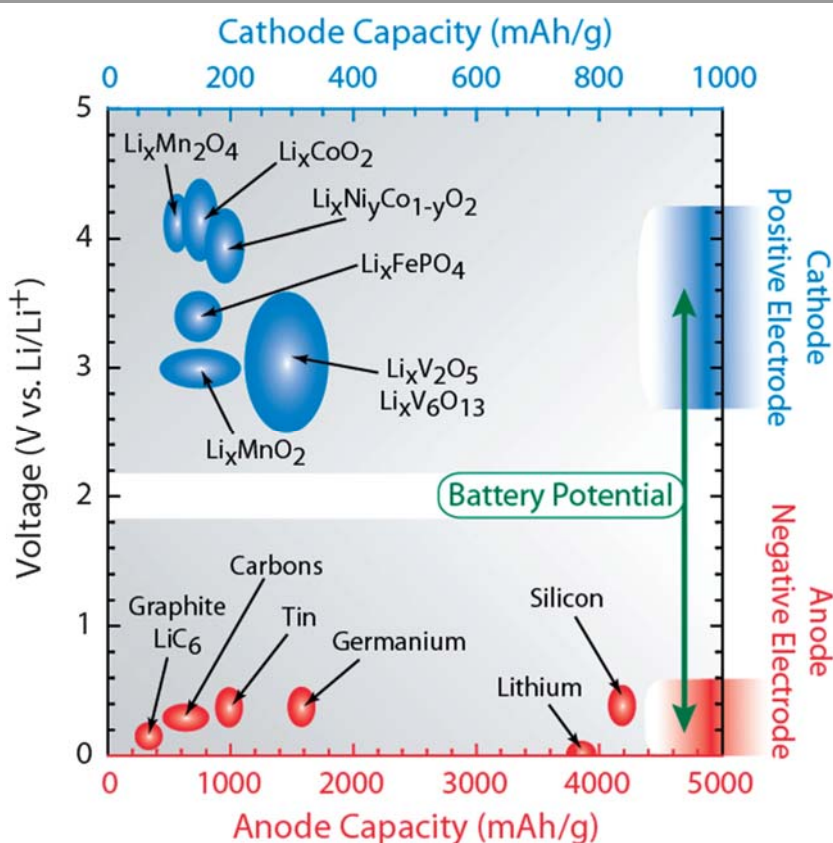 Cathode Capacity (mAh/g)
0 200 400 600 800 1000
5
4
3
2
1
0
Voltage (V vs. Li/Li⁺)
LiₓMn₂O₄
LiₓCoO₂
LiₓNiyCo₁₋yO₂
LiₓFePO₄
LiₓV₂O₅
LiₓV₆O₁₃
LiₓMnO₂
Battery Potential
Carbons
Graphite
LiC₆
Tin
Germanium
Silicon
Lithium
Cathode
Positive Electrode
Anode
Negative Electrode
0 1000 2000 3000 4000 5000
Anode Capacity (mAh/g)